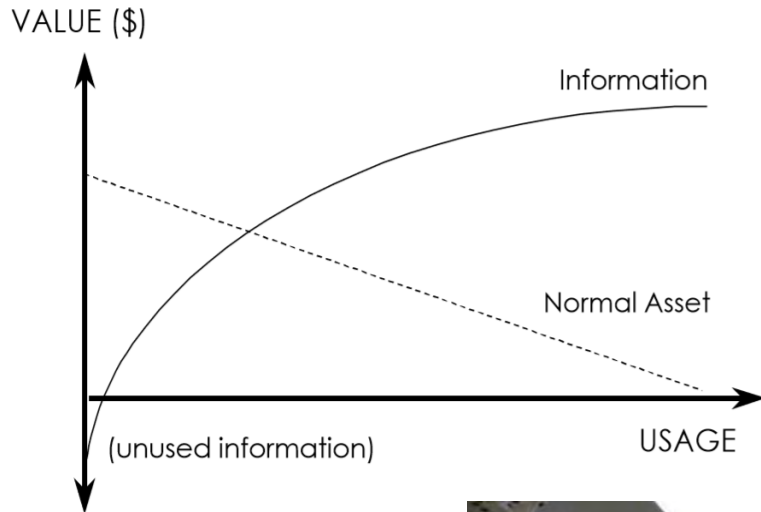 VALUE ($)
Information
Normal Asset
(unused information)
USAGE